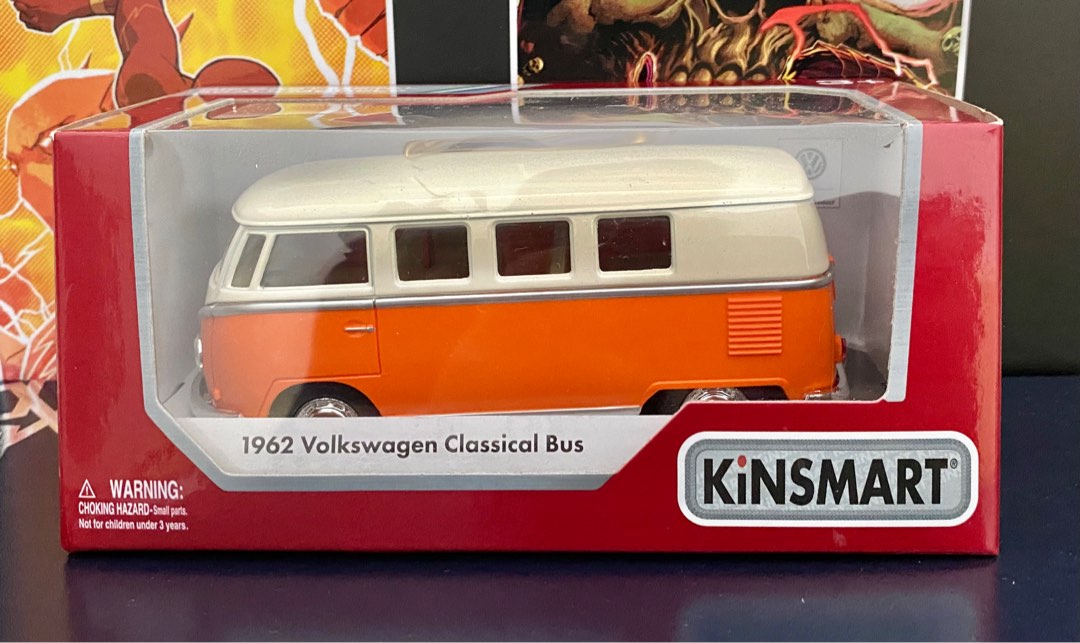 1962 Volkswagen Classical Bus
WARNING:
CHOKING HAZARD-Small parts.
Not for children under 3 years.
KiNSMART®